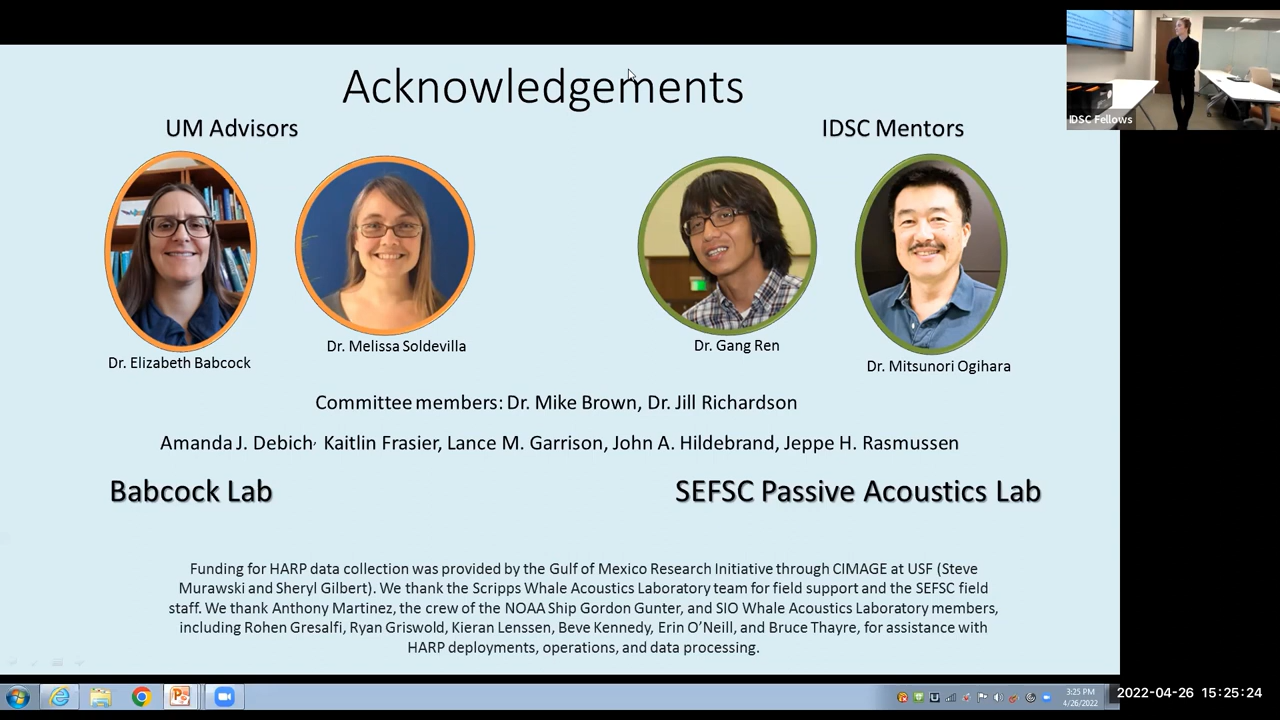 Acknowledgements
UM Advisors
IDSC Mentors
Dr. Elizabeth Babcock
Dr. Melissa Soldevilla
Dr. Gang Ren
Dr. Mitsunori Ogihara
Committee members: Dr. Mike Brown, Dr. Jill Richardson
Amanda J. Debich, Kaitlin Frasier, Lance M. Garrison, John A. Hildebrand, Jeppe H. Rasmussen
Babcock Lab
SEFSC Passive Acoustics Lab
Funding for HARP data collection was provided by the Gulf of Mexico Research Initiative through CIMAGE at USF (Steve
Murawski and Sheryl Gilbert). We thank the Scripps Whale Acoustics Laboratory team for field support and the SEFSC field
staff. We thank Anthony Martinez, the crew of the NOAA Ship Gordon Gunter, and SIO Whale Acoustics Laboratory members,
including Rohen Gresalfi, Ryan Griswold, Kieran Lenssen, Beve Kennedy, Erin O’Neill, and Bruce Thayre, for assistance with
HARP deployments, operations, and data processing.
IDSC Fellows
3:25 PM
4/26/2022
2022-04-26 15:25:24